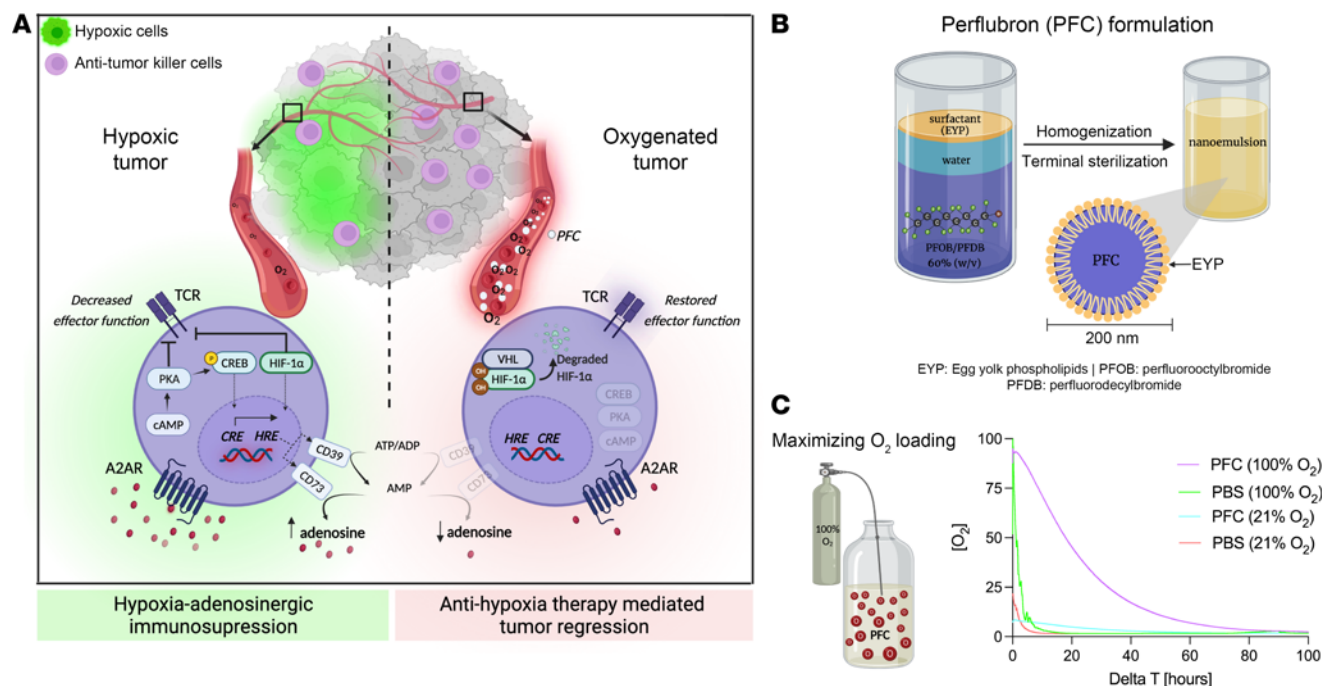 A
Hypoxic cells
Anti-tumor killer cells
Hypoxic
tumor
Oxygenated
tumor
PFC
O2
O2
O2
O2O2
O2
O2
O2
Decreased
effector function
TCR
TCR
Restored
effector function
PKA
P
CREB
HIF-1α
cAMP
CRE HRE
A2AR
CD39
CD73
ATP/ADP
AMP
adenosine
adenosine
VHL
OH
HIF-1α
OH
Degraded
HIF-1α
CREB
PKA
cAMP
HRE CRE
CD39
A2AR
Hypoxia-adenosinergic
immunosupression
Anti-hypoxia therapy mediated
tumor regression
B
Perflubron (PFC) formulation
surfactant
(EYP)
water
PFOB/PFDB
60% (w/v)
Homogenization
Terminal sterilization
nanoemulsion
PFC
EYP
200 nm
EYP: Egg yolk phospholipids | PFOB: perfluorooctylbromide
PFDB: perfluorodecylbromide
C
Maximizing O2 loading
100%
O2
PFC
[O2]
100
75
50
25
0
0 20 40 60 80 100
Delta T [hours]
PFC (100% O2)
PBS (100% O2)
PFC (21% O2)
PBS (21% O2)